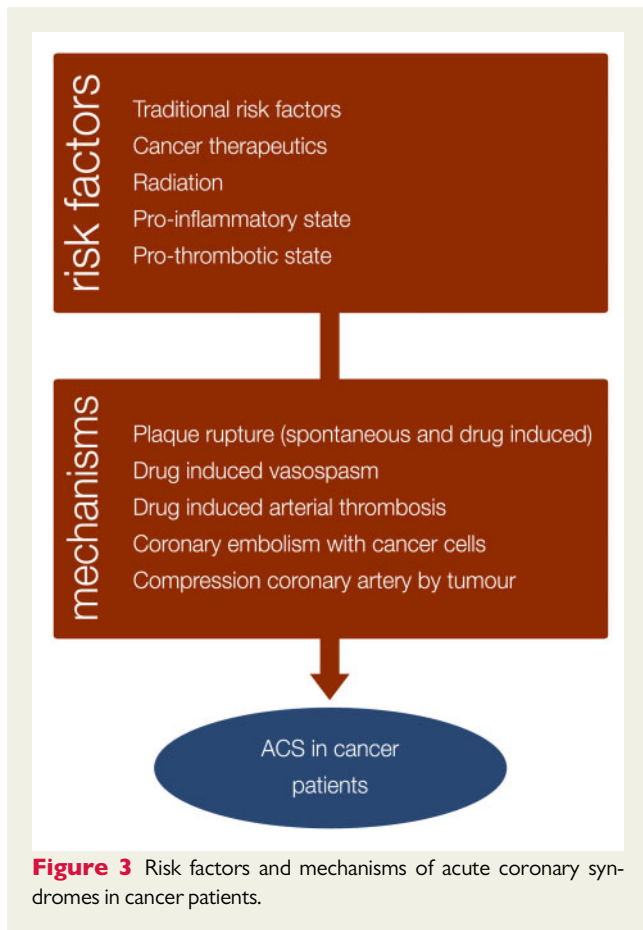 risk factors
Traditional risk factors
Cancer therapeutics
Radiation
Pro-inflammatory state
Pro-thrombotic state
mechanisms
Plaque rupture (spontaneous and drug induced)
Drug induced vasospasm
Drug induced arterial thrombosis
Coronary embolism with cancer cells
Compression coronary artery by tumour
ACS in cancer
patients
Figure 3 Risk factors and mechanisms of acute coronary syn-
dromes in cancer patients.